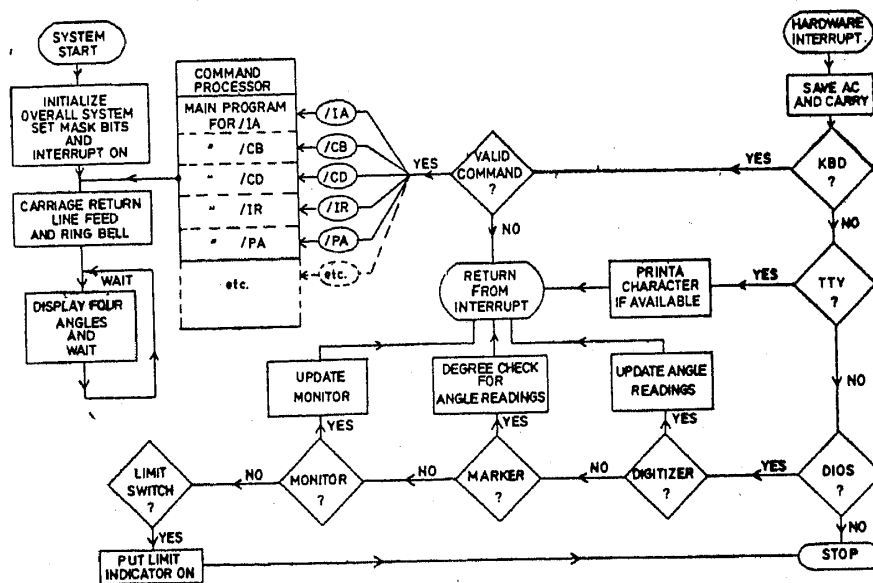 SYSTEM
START
INITIALIZE
OVERALL SYSTEM
SET MASK BITS
AND
INTERRUPT ON
CARRIAGE RETURN
LINE FEED
AND RING BELL
WAIT
DISPLAY FOUR
ANGLES
AND
WAIT
COMMAND
PROCESSOR
MAIN PROGRAM
FOR /IA
" /CB
" /CD
" /IR
" /PA
etc.
/IA
/CB
/CD
/IR
/PA
etc.
YES
VALID
COMMAND
?
NO
YES
HARDWARE
INTERRUPT
SAVE AC
AND CARRY
KBD
?
NO
RETURN
FROM
INTERRUPT
PRINTA
CHARACTER
IF AVAILABLE
YES
TTY
?
NO
UPDATE
MONITOR
DEGREE CHECK
FOR
ANGLE READINGS
UPDATE ANGLE
READINGS
YES
YES
YES
LIMIT
SWITCH
?
NO
MONITOR
?
NO
MARKER
?
NO
DIGITIZER
?
YES
DIOS
?
YES
NO
PUT LIMIT
INDICATOR ON
STOP